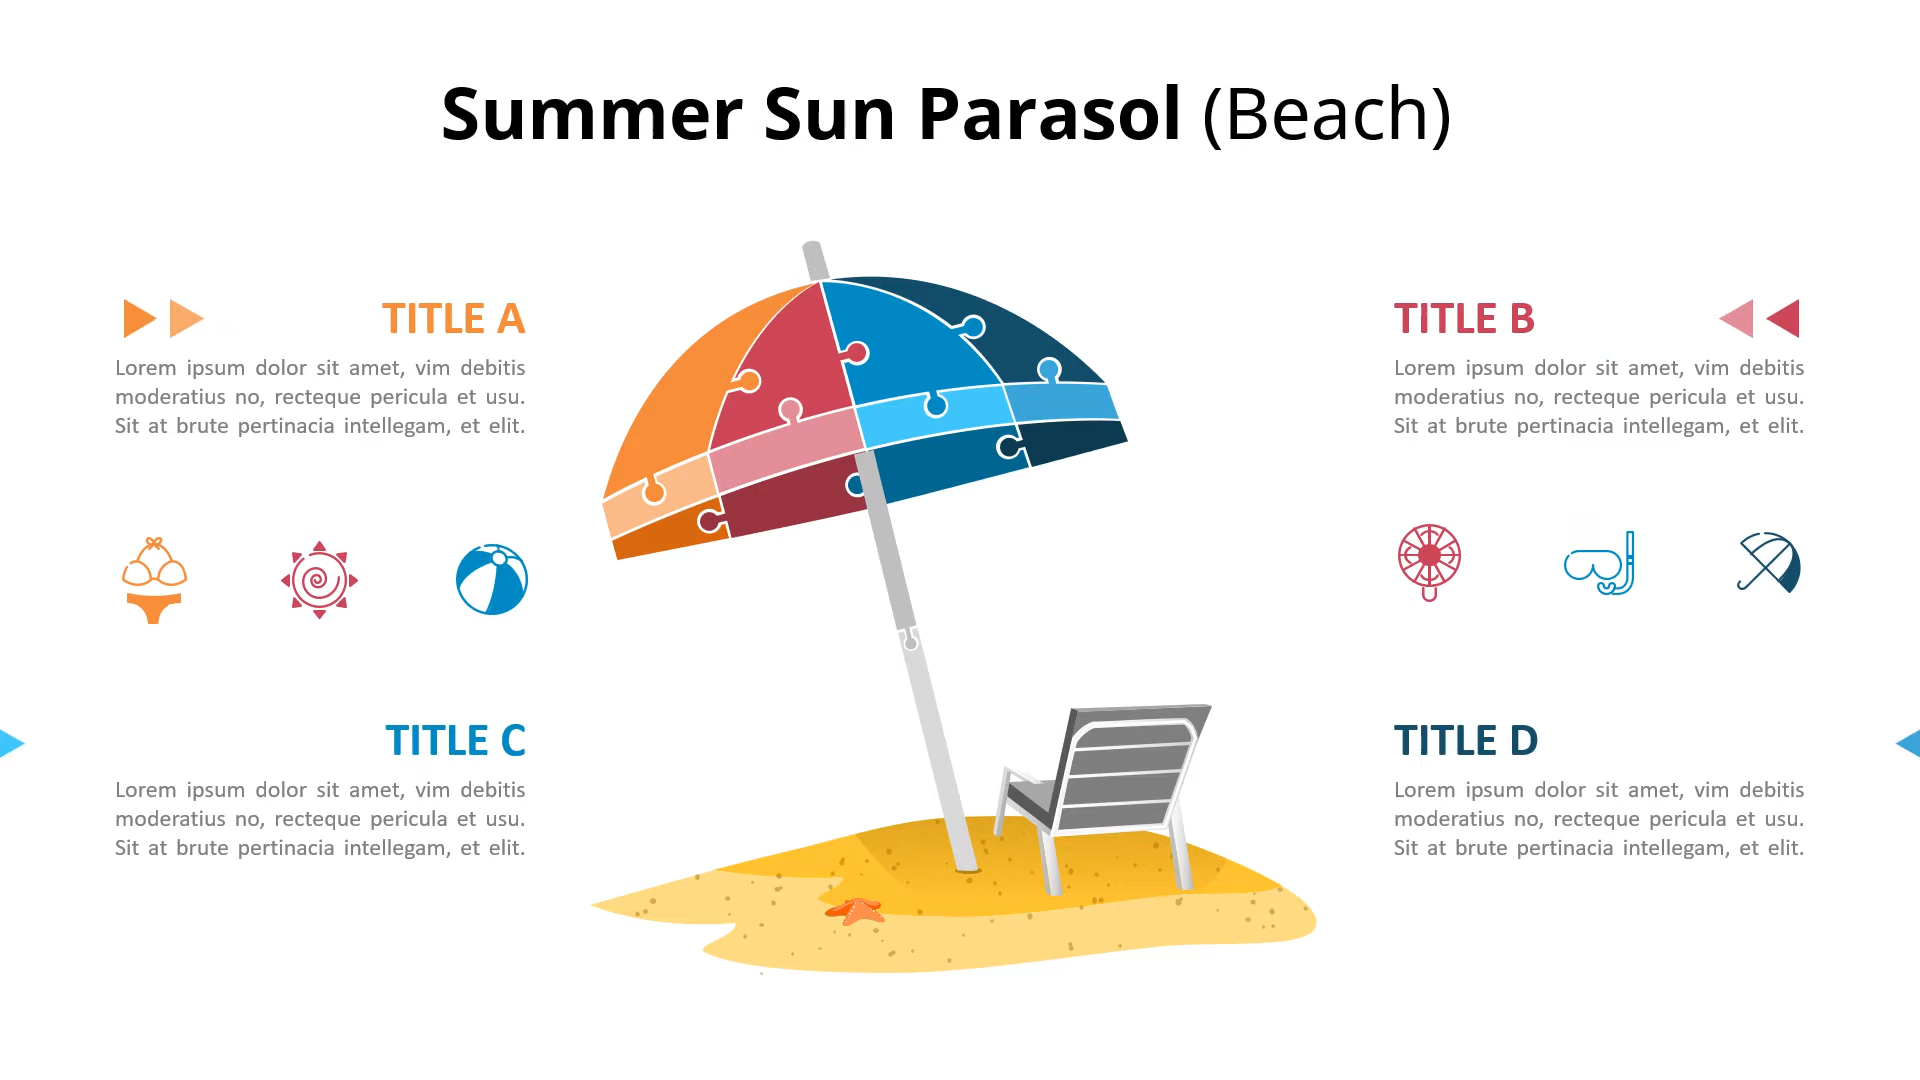 Summer Sun Parasol (Beach)
TITLE A
Lorem ipsum dolor sit amet, vim debitis
moderatius no, recteque pericula et usu.
Sit at brute pertinacia intellegam, et elit.
TITLE B
Lorem ipsum dolor sit amet, vim debitis
moderatius no, recteque pericula et usu.
Sit at brute pertinacia intellegam, et elit.
TITLE C
Lorem ipsum dolor sit amet, vim debitis
moderatius no, recteque pericula et usu.
Sit at brute pertinacia intellegam, et elit.
TITLE D
Lorem ipsum dolor sit amet, vim debitis
moderatius no, recteque pericula et usu.
Sit at brute pertinacia intellegam, et elit.